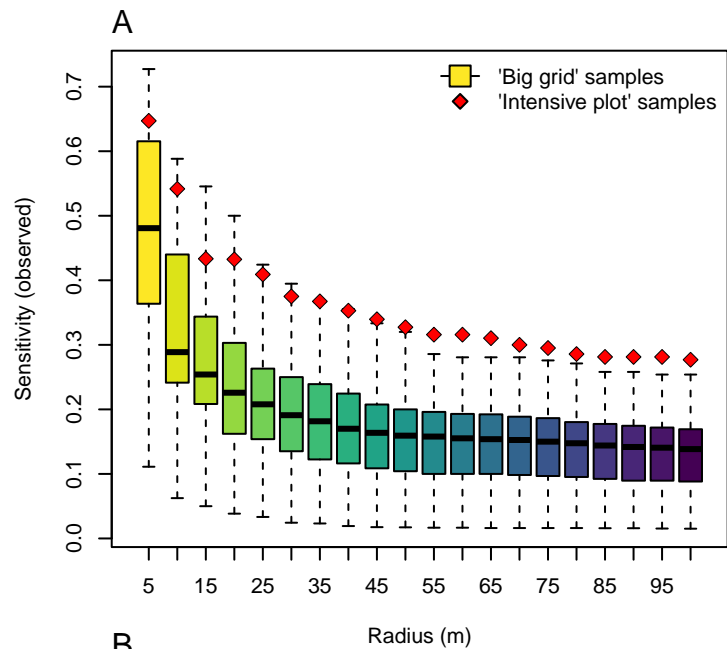 A
'Big grid' samples
'Intensive plot' samples
Sensitivity (observed)
0.7
0.6
0.5
0.4
0.3
0.2
0.1
0.0
5 15 25 35 45 55 65 75 85 95
Radius (m)
B